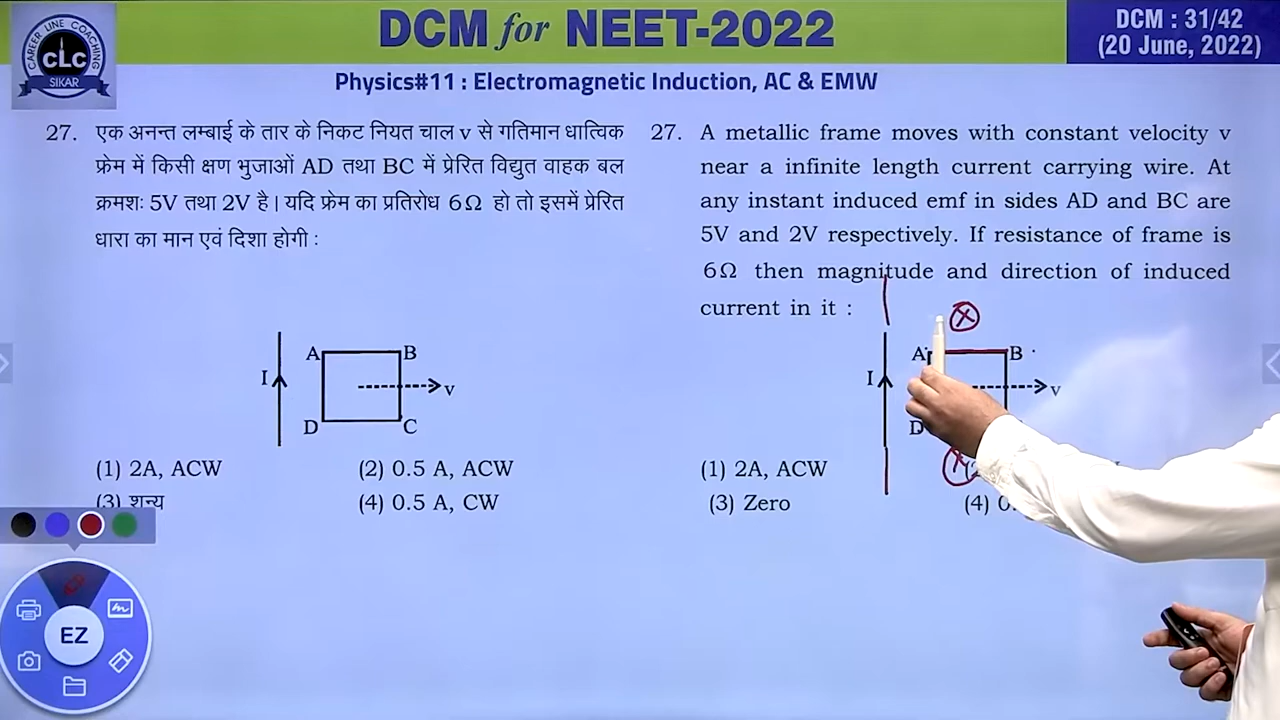 DCM for NEET-2022
DCM : 31/42
(20 June, 2022)
CAREER LINE COACHING
CLC
SIKAR
Physics#11 : Electromagnetic Induction, AC & EMW
27. एक अनन्त लम्बाई के तार के निकट नियत चाल v से गतिमान धात्विक
फ्रेम में किसी क्षण भुजाओं AD तथा BC में प्रेरित विद्युत वाहक बल
क्रमशः 5V तथा 2V है। यदि फ्रेम का प्रतिरोध 6Ω हो तो इसमें प्रेरित
धारा का मान एवं दिशा होगी :
A B
I
v
D C
(1) 2A, ACW (2) 0.5 A, ACW
(3) शून्य (4) 0.5 A, CW
27. A metallic frame moves with constant velocity v
near a infinite length current carrying wire. At
any instant induced emf in sides AD and BC are
5V and 2V respectively. If resistance of frame is
6Ω then magnitude and direction of induced
current in it :
A B
I
v
D
(1) 2A, ACW
(3) Zero (4)
EZ